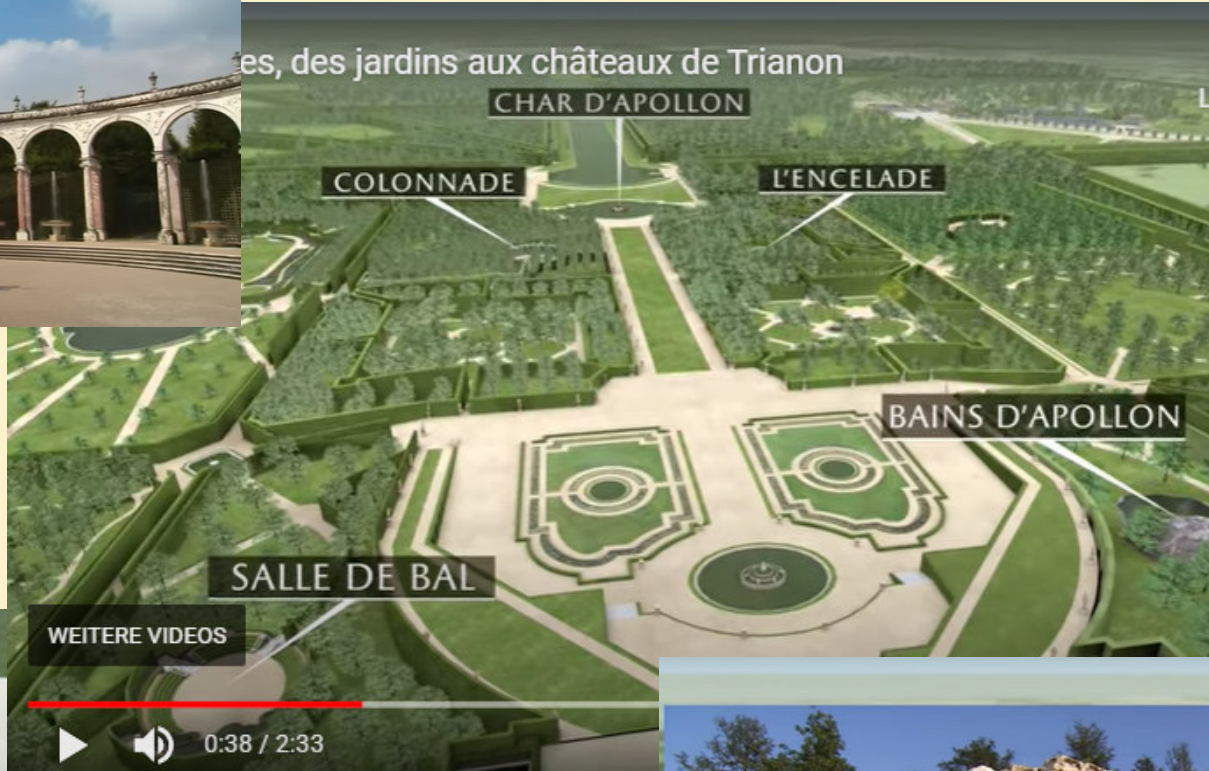 es, des jardins aux châteaux de Trianon
CHAR D'APOLLON
COLONNADE
L'ENCELADE
BAINS D'APOLLON
SALLE DE BAL
WEITERE VIDEOS
0:38 / 2:33